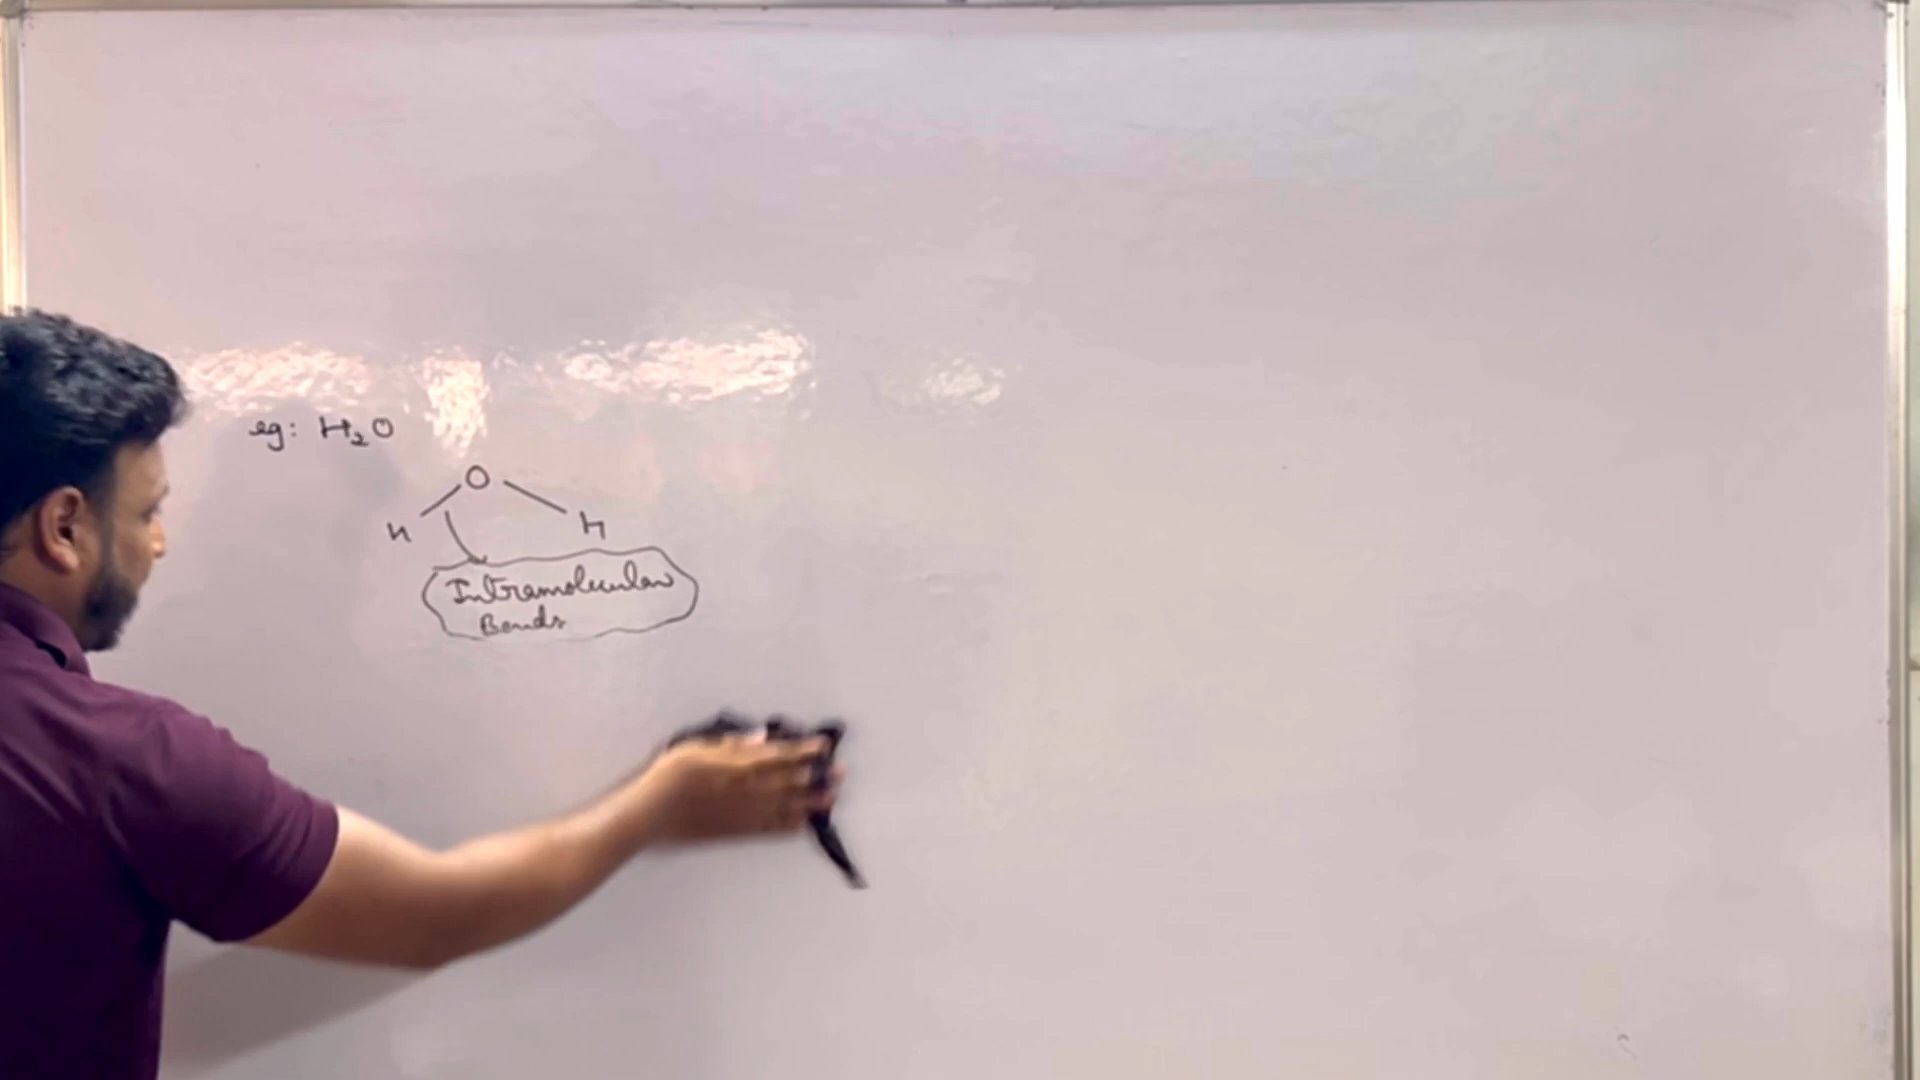 eg: H₂O
O
H H
Intramolecular
Bonds